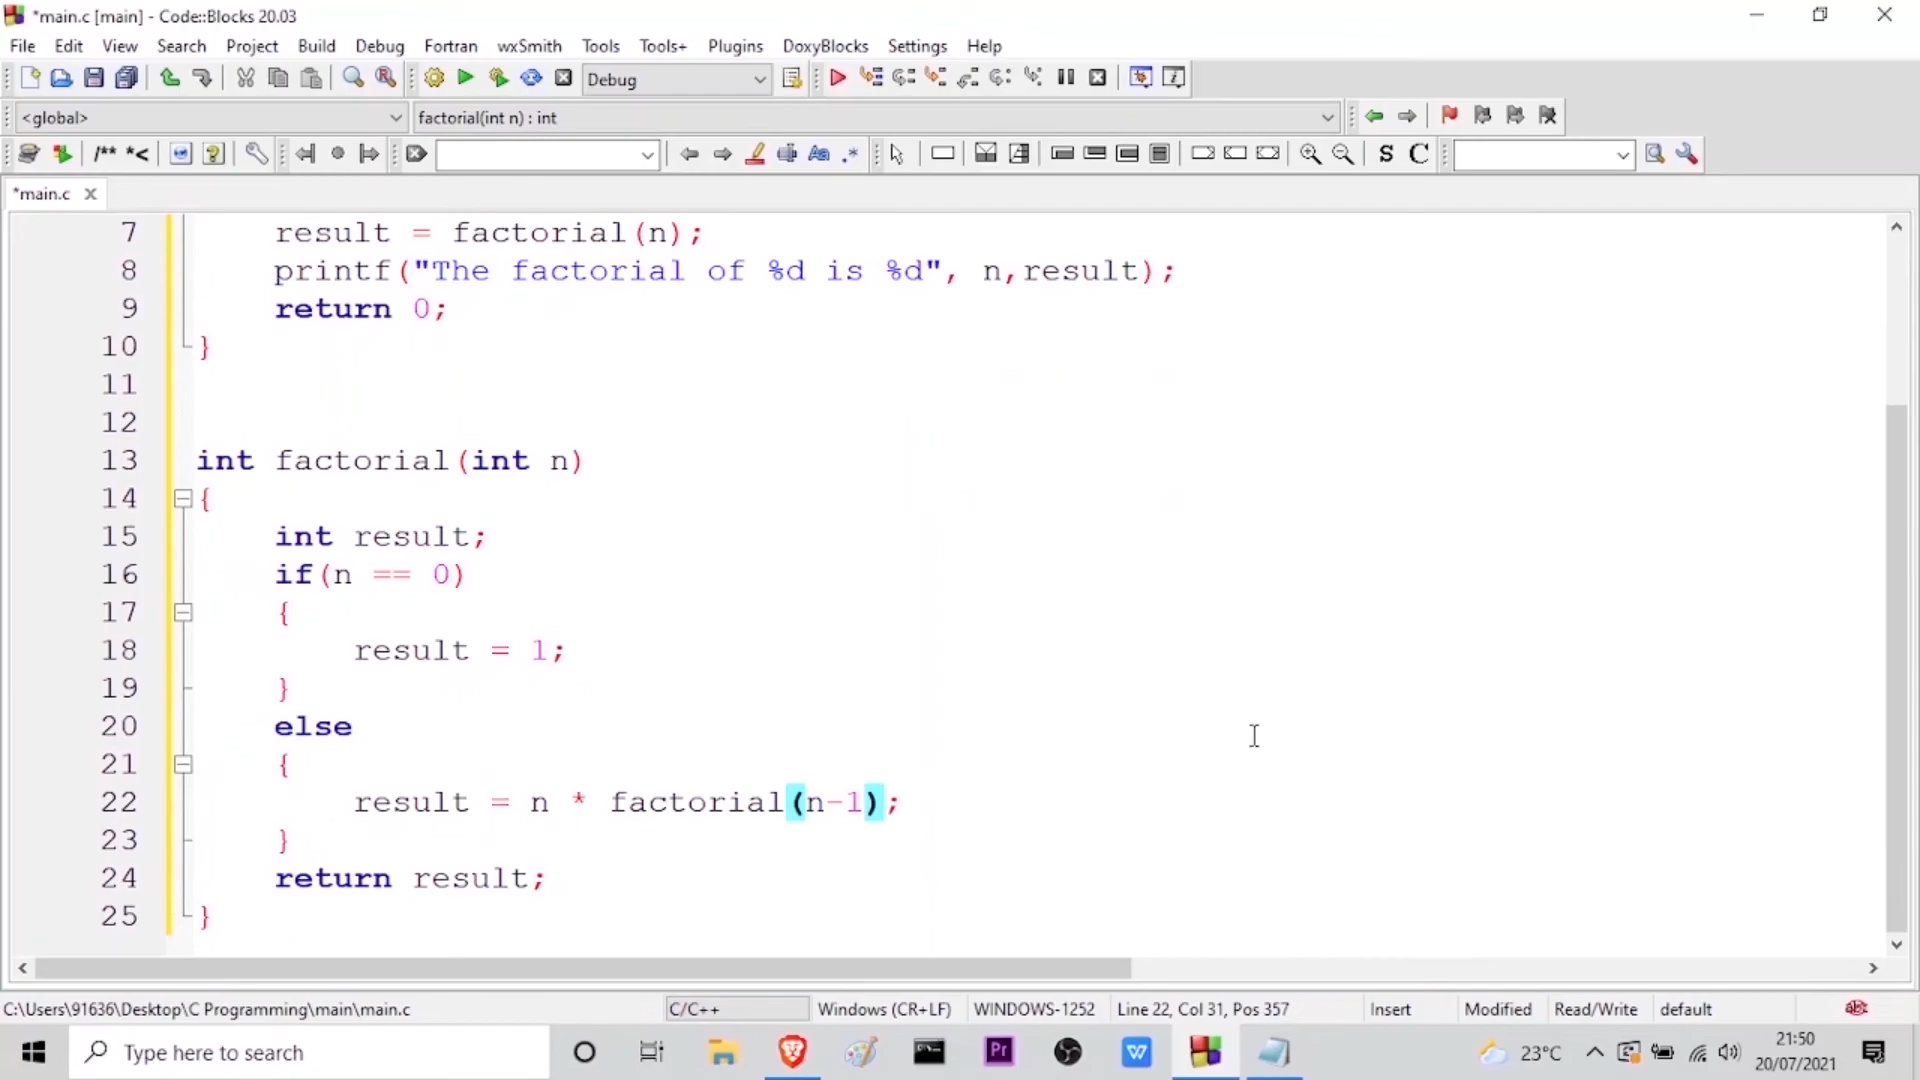 *main.c [main] - Code::Blocks 20.03
File Edit View Search Project Build Debug Fortran wxSmith Tools Tools+ Plugins DoxyBlocks Settings Help
Debug
<global> factorial(int n) : int
/** *< Aa .* S C
*main.c
7 result = factorial(n);
8 printf("The factorial of %d is %d", n,result);
9 return 0;
10 }
11
12
13 int factorial(int n)
14 {
15 int result;
16 if(n == 0)
17 {
18 result = 1;
19 }
20 else
21 {
22 result = n * factorial(n-1);
23 }
24 return result;
25 }
C:\Users\91636\Desktop\C Programming\main\main.c C/C++ Windows (CR+LF) WINDOWS-1252 Line 22, Col 31, Pos 357 Insert Modified Read/Write default
Type here to search Pr W 23°C 21:50
20/07/2021